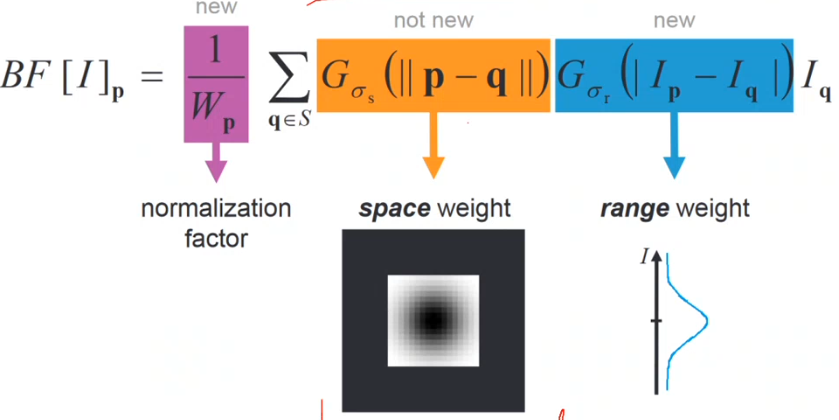 new not new new
BF [I]p = 1/Wp ∑q∈S Gσs(|| p − q ||) Gσr(| Ip − Iq |) Iq
normalization factor
space weight
range weight
I